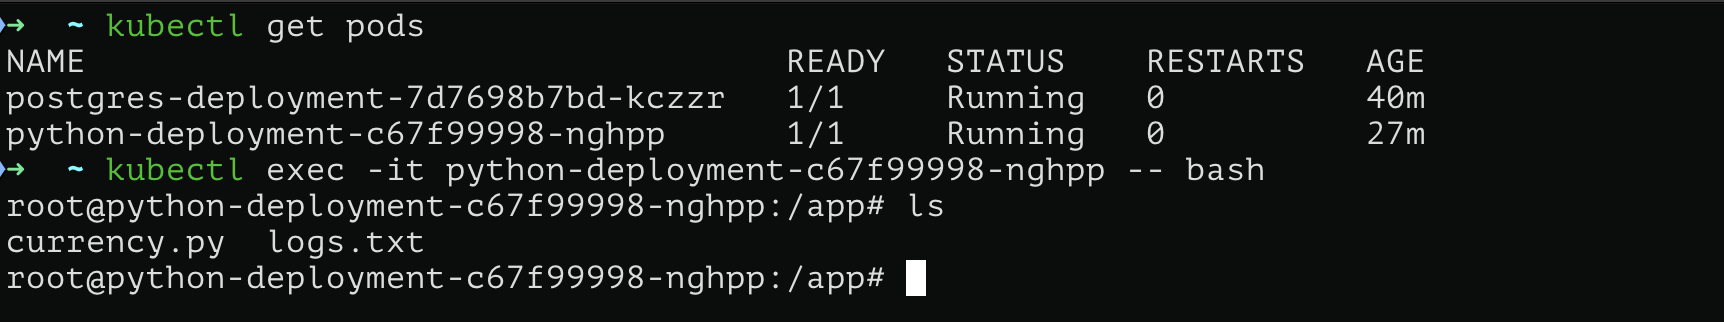 ➜ ~ kubectl get pods
NAME READY STATUS RESTARTS AGE
postgres-deployment-7d7698b7bd-kczzr 1/1 Running 0 40m
python-deployment-c67f99998-nghpp 1/1 Running 0 27m
➜ ~ kubectl exec -it python-deployment-c67f99998-nghpp -- bash
root@python-deployment-c67f99998-nghpp:/app# ls
currency.py logs.txt
root@python-deployment-c67f99998-nghpp:/app#